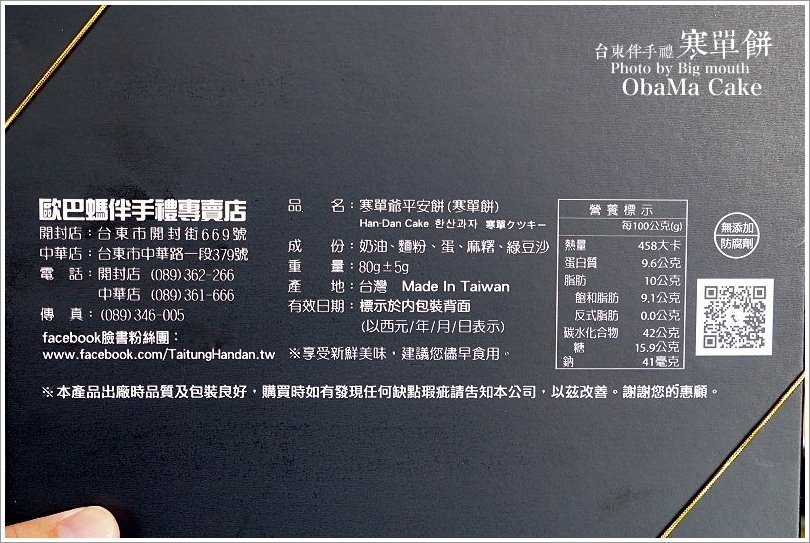 台東伴手禮 寒單餅
Photo by Big mouth
ObaMa Cake
歐巴螞伴手禮專賣店
開封店：台東市開封街669號
中華店：台東市中華路一段379號
電　話：開封店 (089)362-266
中華店 (089)361-666
傳　真：(089)346-005
facebook臉書粉絲團：
www.facebook.com/TaitungHandan.tw
品　名：寒單爺平安餅(寒單餅)
Han-Dan Cake 한산과자 寒單クツキー
成　份：奶油、麵粉、蛋、麻糬、綠豆沙
重　量：80g±5g
產　地：台灣 Made In Taiwan
有效日期：標示於內包裝背面
(以西元/年/月/日表示)
※享受新鮮美味，建議您儘早食用。
營養標示
每100公克(g)
熱量 458大卡
蛋白質 9.6公克
脂肪 10公克
飽和脂肪 9.1公克
反式脂肪 0.0公克
碳水化合物 42公克
糖 15.9公克
鈉 41毫克
無添加
防腐劑
※本產品出廠時品質及包裝良好，購買時如有發現任何缺點瑕疵請告知本公司，以茲改善。謝謝您的惠顧。